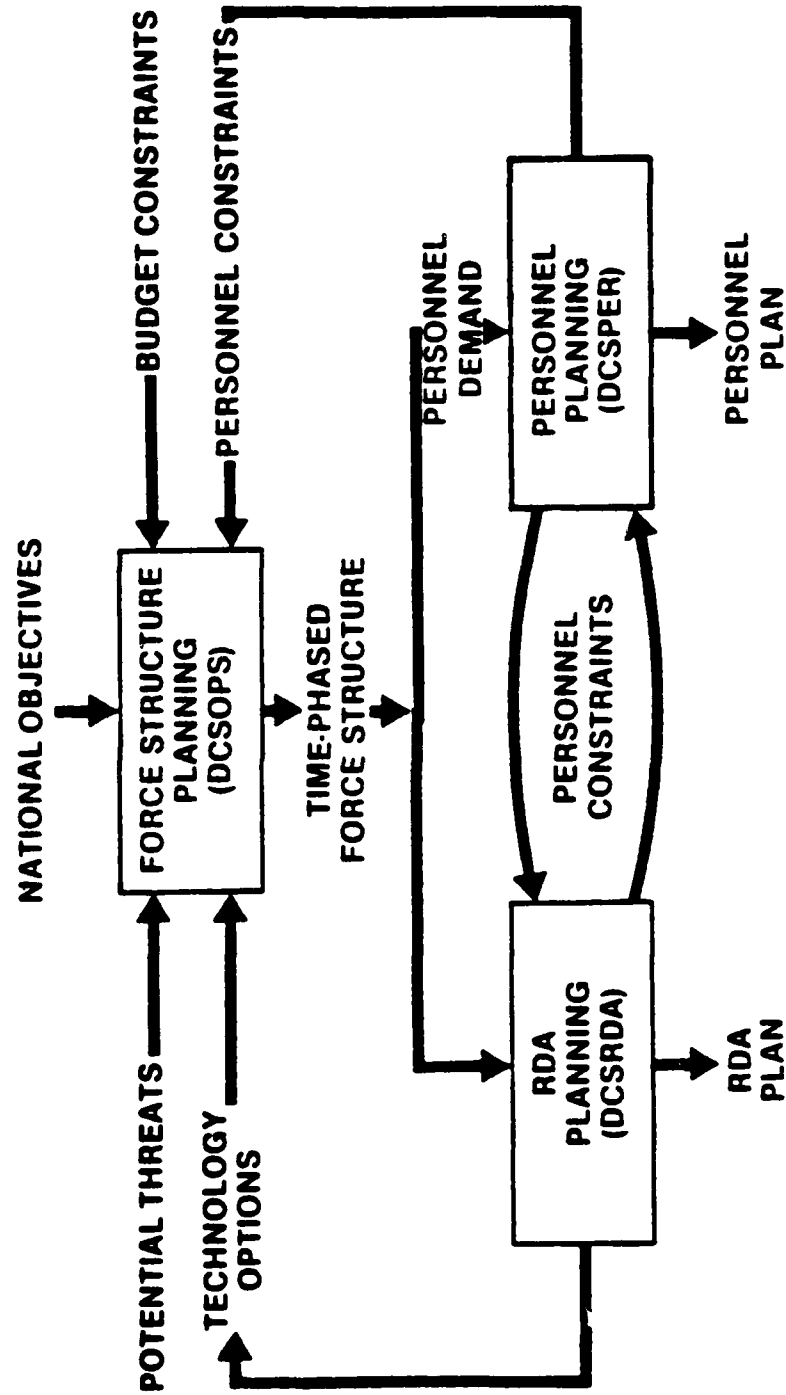 NATIONAL OBJECTIVES
POTENTIAL THREATS
TECHNOLOGY
OPTIONS
FORCE STRUCTURE
PLANNING
(DCSOPS)
BUDGET CONSTRAINTS
PERSONNEL CONSTRAINTS
TIME-PHASED
FORCE STRUCTURE
PERSONNEL
DEMAND
RDA
PLANNING
(DCSRDA)
PERSONNEL
CONSTRAINTS
PERSONNEL
PLANNING
(DCSPER)
RDA
PLAN
PERSONNEL
PLAN